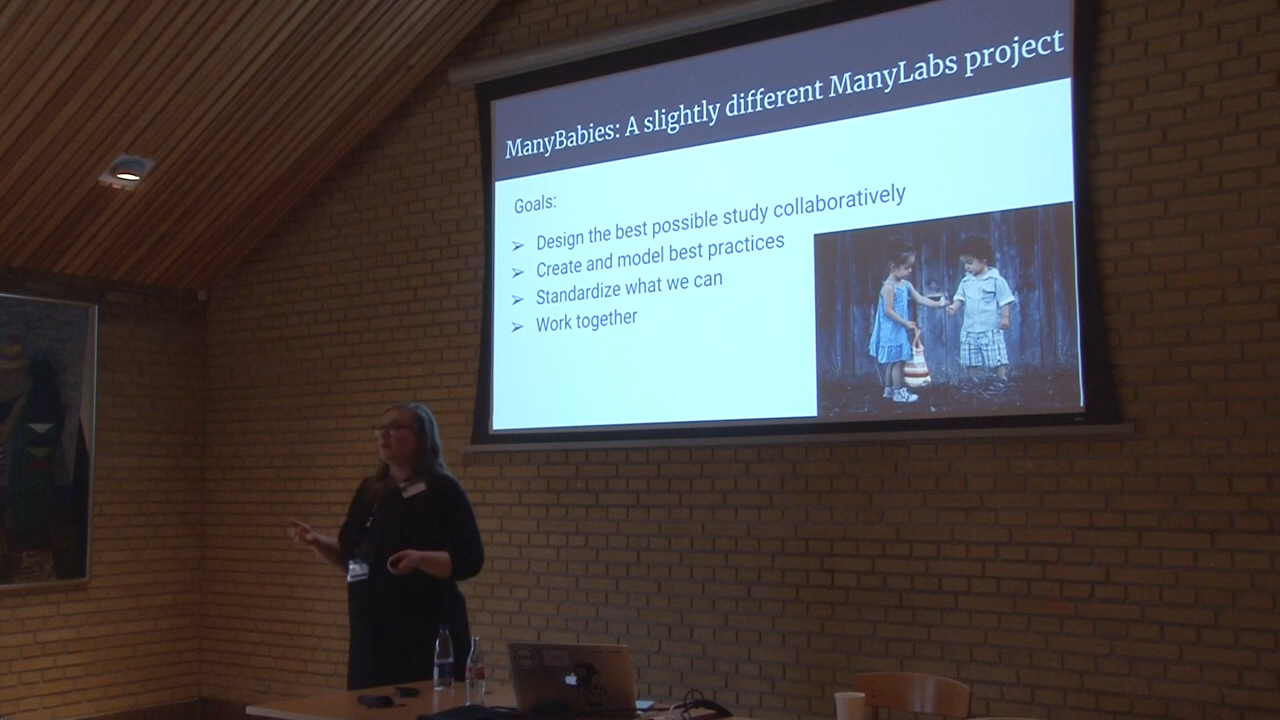 ManyBabies: A slightly different ManyLabs project
Goals:
➢ Design the best possible study collaboratively
➢ Create and model best practices
➢ Standardize what we can
➢ Work together